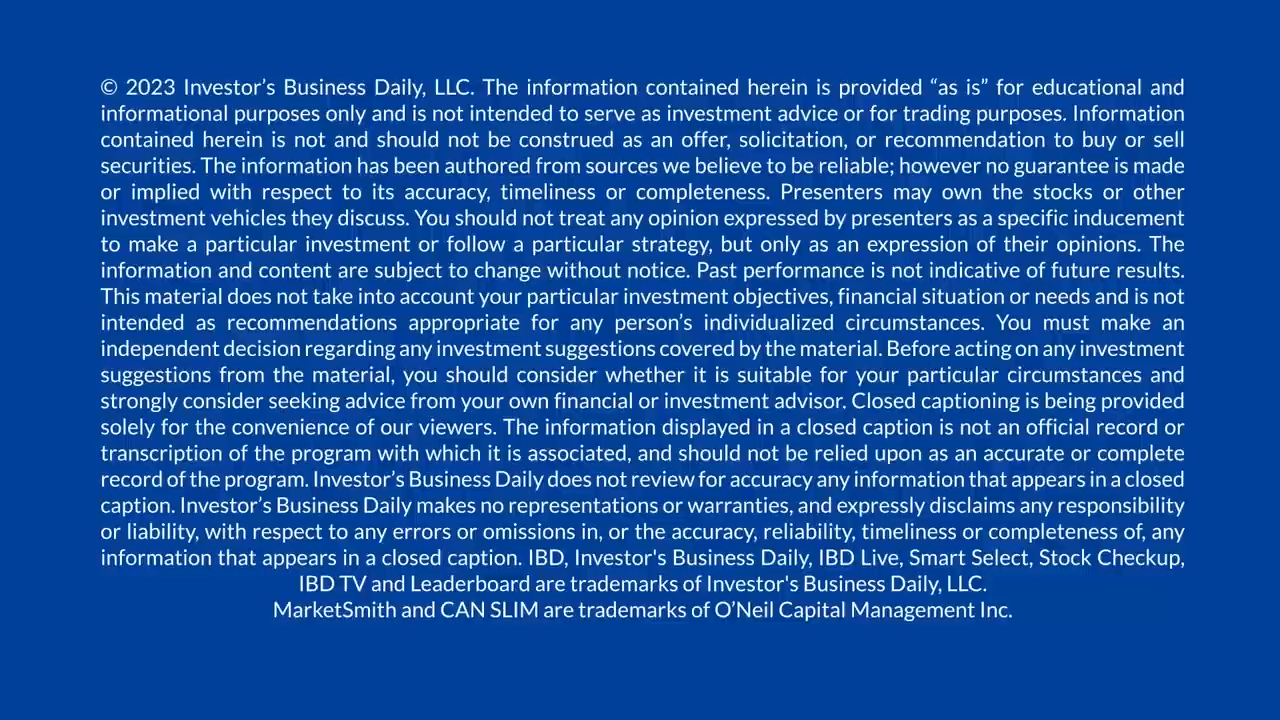 © 2023 Investor’s Business Daily, LLC. The information contained herein is provided “as is” for educational and
informational purposes only and is not intended to serve as investment advice or for trading purposes. Information
contained herein is not and should not be construed as an offer, solicitation, or recommendation to buy or sell
securities. The information has been authored from sources we believe to be reliable; however no guarantee is made
or implied with respect to its accuracy, timeliness or completeness. Presenters may own the stocks or other
investment vehicles they discuss. You should not treat any opinion expressed by presenters as a specific inducement
to make a particular investment or follow a particular strategy, but only as an expression of their opinions. The
information and content are subject to change without notice. Past performance is not indicative of future results.
This material does not take into account your particular investment objectives, financial situation or needs and is not
intended as recommendations appropriate for any person’s individualized circumstances. You must make an
independent decision regarding any investment suggestions covered by the material. Before acting on any investment
suggestions from the material, you should consider whether it is suitable for your particular circumstances and
strongly consider seeking advice from your own financial or investment advisor. Closed captioning is being provided
solely for the convenience of our viewers. The information displayed in a closed caption is not an official record or
transcription of the program with which it is associated, and should not be relied upon as an accurate or complete
record of the program. Investor’s Business Daily does not review for accuracy any information that appears in a closed
caption. Investor’s Business Daily makes no representations or warranties, and expressly disclaims any responsibility
or liability, with respect to any errors or omissions in, or the accuracy, reliability, timeliness or completeness of, any
information that appears in a closed caption. IBD, Investor's Business Daily, IBD Live, Smart Select, Stock Checkup,
IBD TV and Leaderboard are trademarks of Investor's Business Daily, LLC.
MarketSmith and CAN SLIM are trademarks of O’Neil Capital Management Inc.